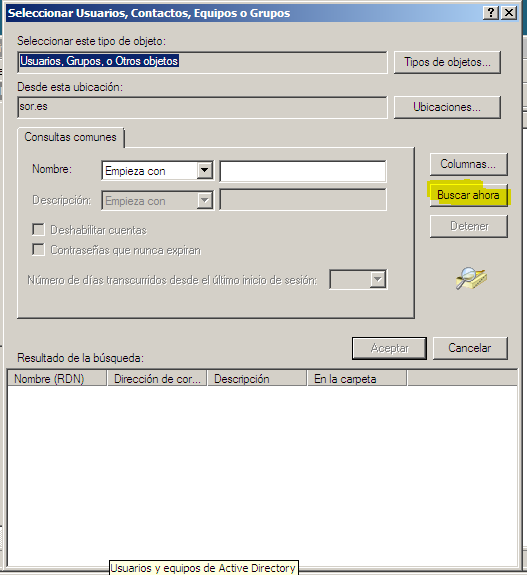 Seleccionar Usuarios, Contactos, Equipos o Grupos
Seleccionar este tipo de objeto:
Usuarios, Grupos, o Otros objetos
Tipos de objetos...
Desde esta ubicación:
sor.es
Ubicaciones...
Consultas comunes
Nombre:
Empieza con
Columnas...
Descripción:
Empieza con
Buscar ahora
Deshabilitar cuentas
Detener
Contraseñas que nunca expiran
Número de días transcurridos desde el último inicio de sesión:
Aceptar
Cancelar
Resultado de la búsqueda:
Nombre (RDN)
Dirección de cor...
Descripción
En la carpeta
Usuarios y equipos de Active Directory